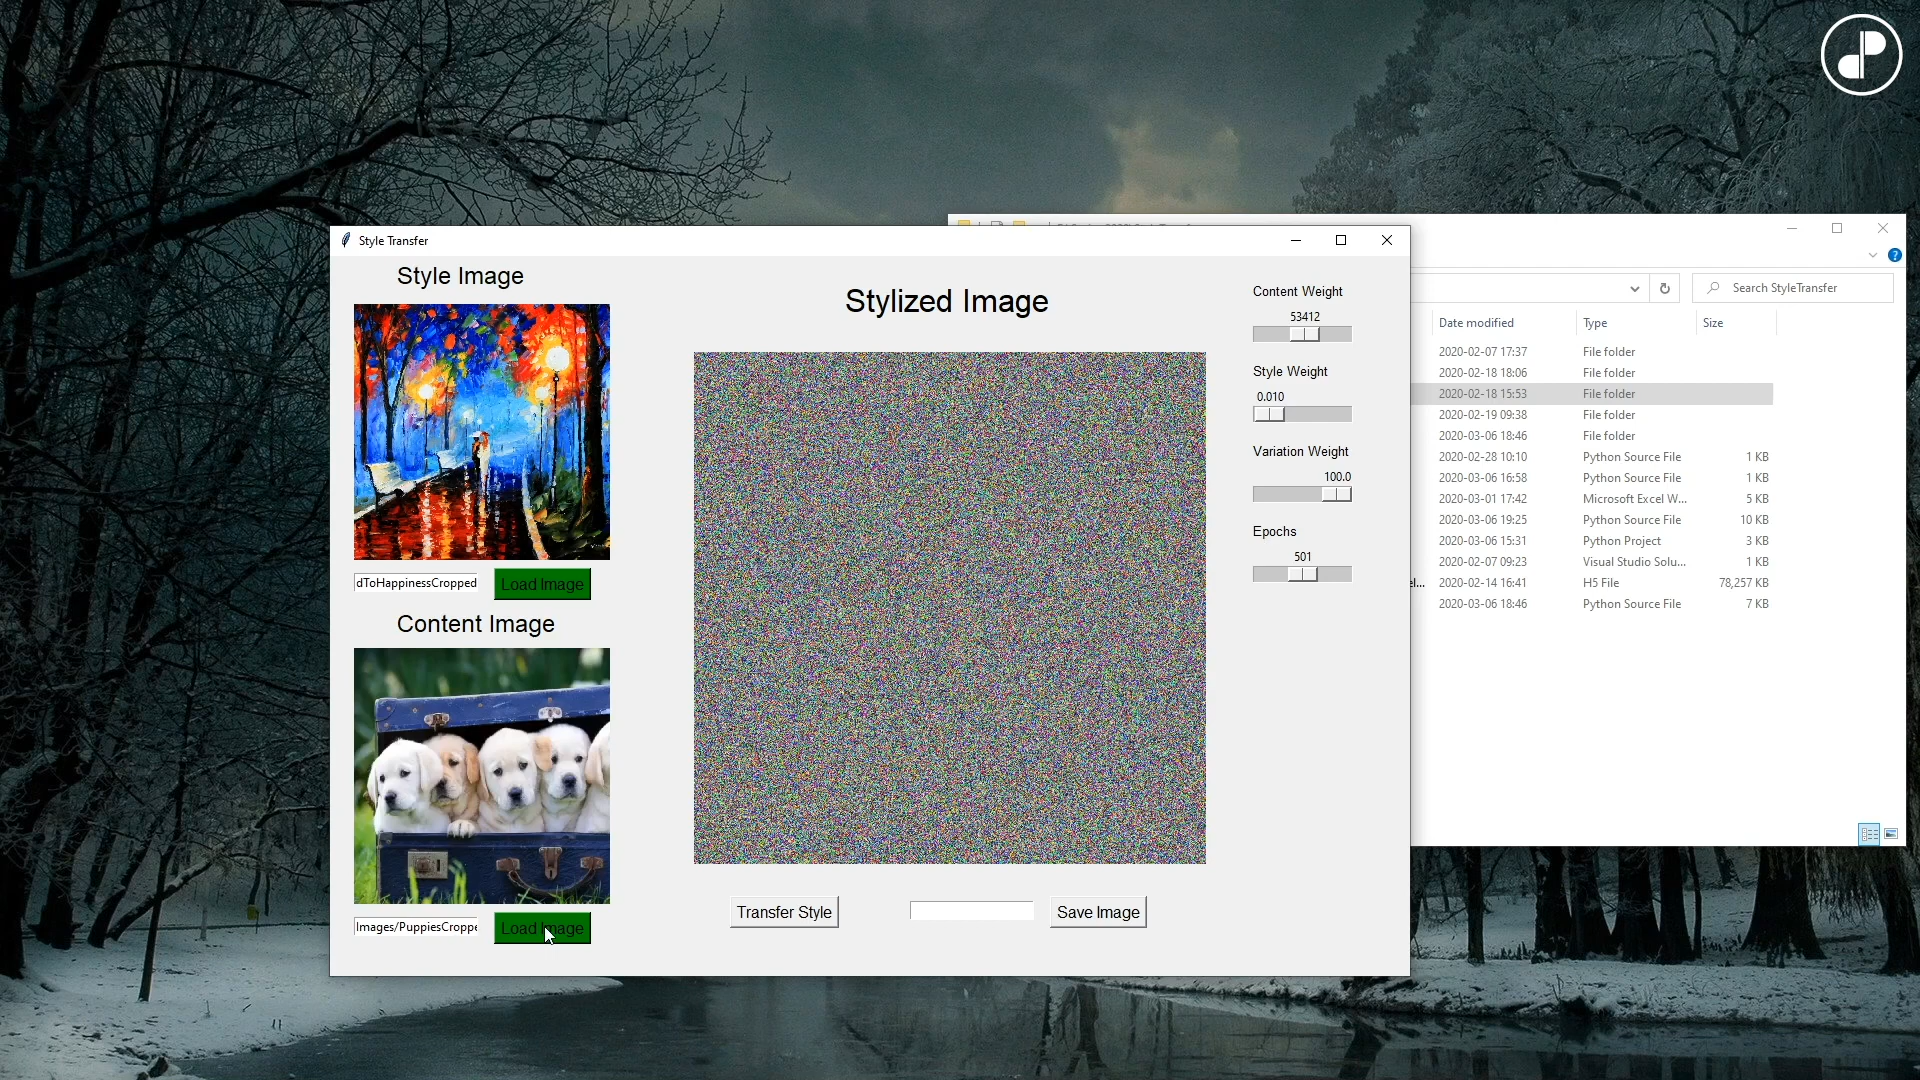 Style Transfer
Style Image
dToHappinessCropped
Load Image
Content Image
Images/PuppiesCroppe
Load Image
Stylized Image
Transfer Style
Save Image
Content Weight
53412
Style Weight
0.010
Variation Weight
100.0
Epochs
501
Search StyleTransfer
Date modified Type Size
2020-02-07 17:37 File folder
2020-02-18 18:06 File folder
2020-02-18 15:53 File folder
2020-02-19 09:38 File folder
2020-03-06 18:46 File folder
2020-02-28 10:10 Python Source File 1 KB
2020-03-06 16:58 Python Source File 1 KB
2020-03-01 17:42 Microsoft Excel W... 5 KB
2020-03-06 19:25 Python Source File 10 KB
2020-03-06 15:31 Python Project 3 KB
2020-02-07 09:23 Visual Studio Solu... 1 KB
el... 2020-02-14 16:41 H5 File 78,257 KB
2020-03-06 18:46 Python Source File 7 KB